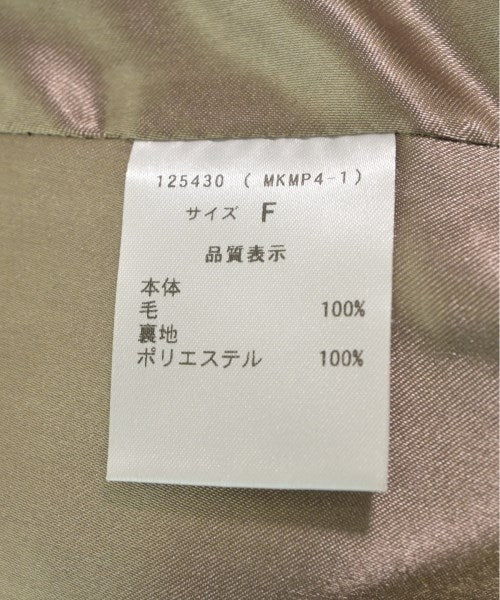 125430 ( MKMP4-1)
サイズ F
品質表示
本体
毛 100%
裏地
ポリエステル 100%